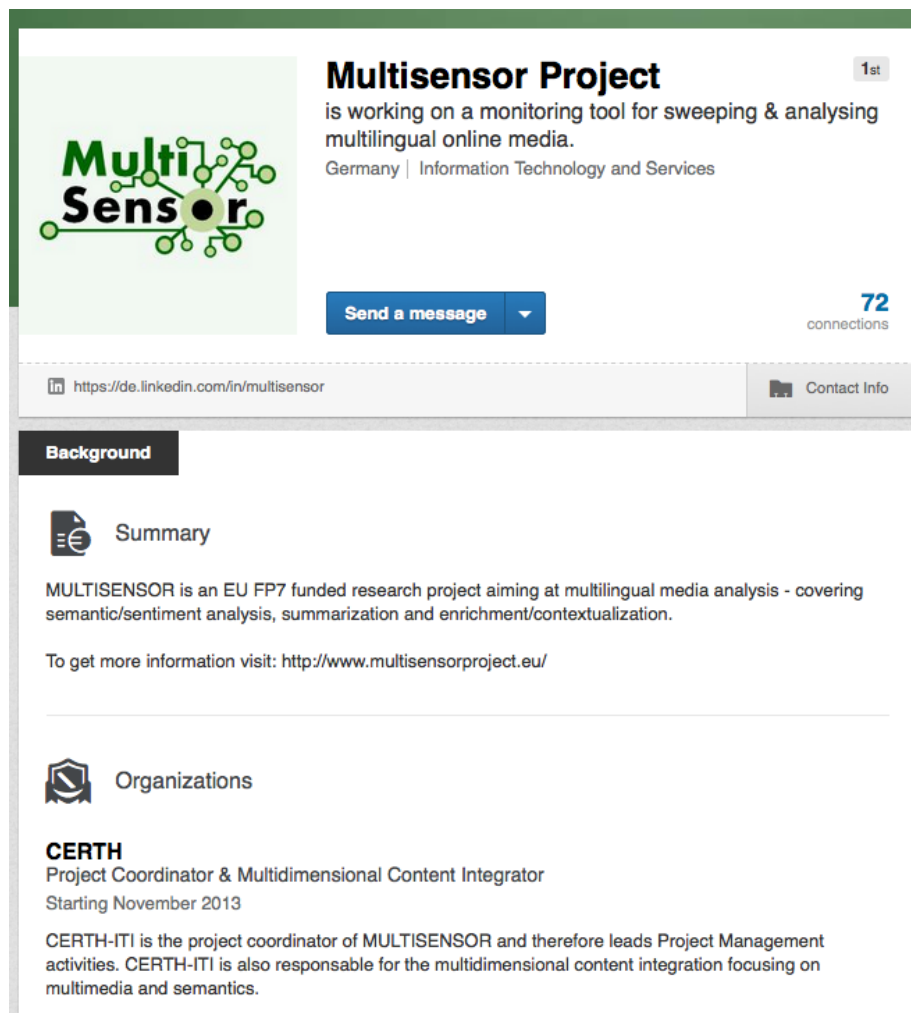 Multi
Sensor
Multisensor Project
1st
is working on a monitoring tool for sweeping & analysing
multilingual online media.
Germany | Information Technology and Services
Send a message
72
connections
https://de.linkedin.com/in/multisensor
Contact Info
Background
Summary
MULTISENSOR is an EU FP7 funded research project aiming at multilingual media analysis - covering
semantic/sentiment analysis, summarization and enrichment/contextualization.
To get more information visit: http://www.multisensorproject.eu/
Organizations
CERTH
Project Coordinator & Multidimensional Content Integrator
Starting November 2013
CERTH-ITI is the project coordinator of MULTISENSOR and therefore leads Project Management
activities. CERTH-ITI is also responsable for the multidimensional content integration focusing on
multimedia and semantics.